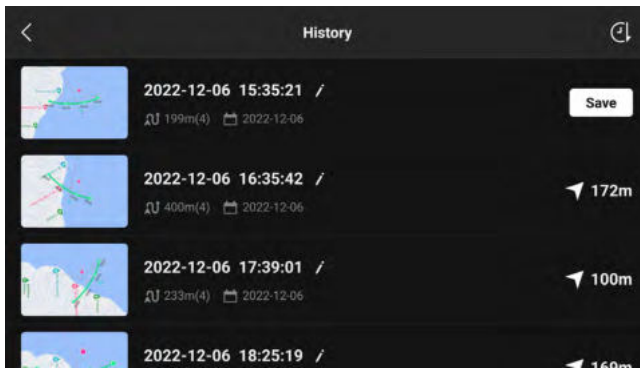 History
2022-12-06 15:35:21
199m(4) 2022-12-06
Save
2022-12-06 16:35:42
400m(4) 2022-12-06
172m
2022-12-06 17:39:01
233m(4) 2022-12-06
100m
2022-12-06 18:25:19
169m